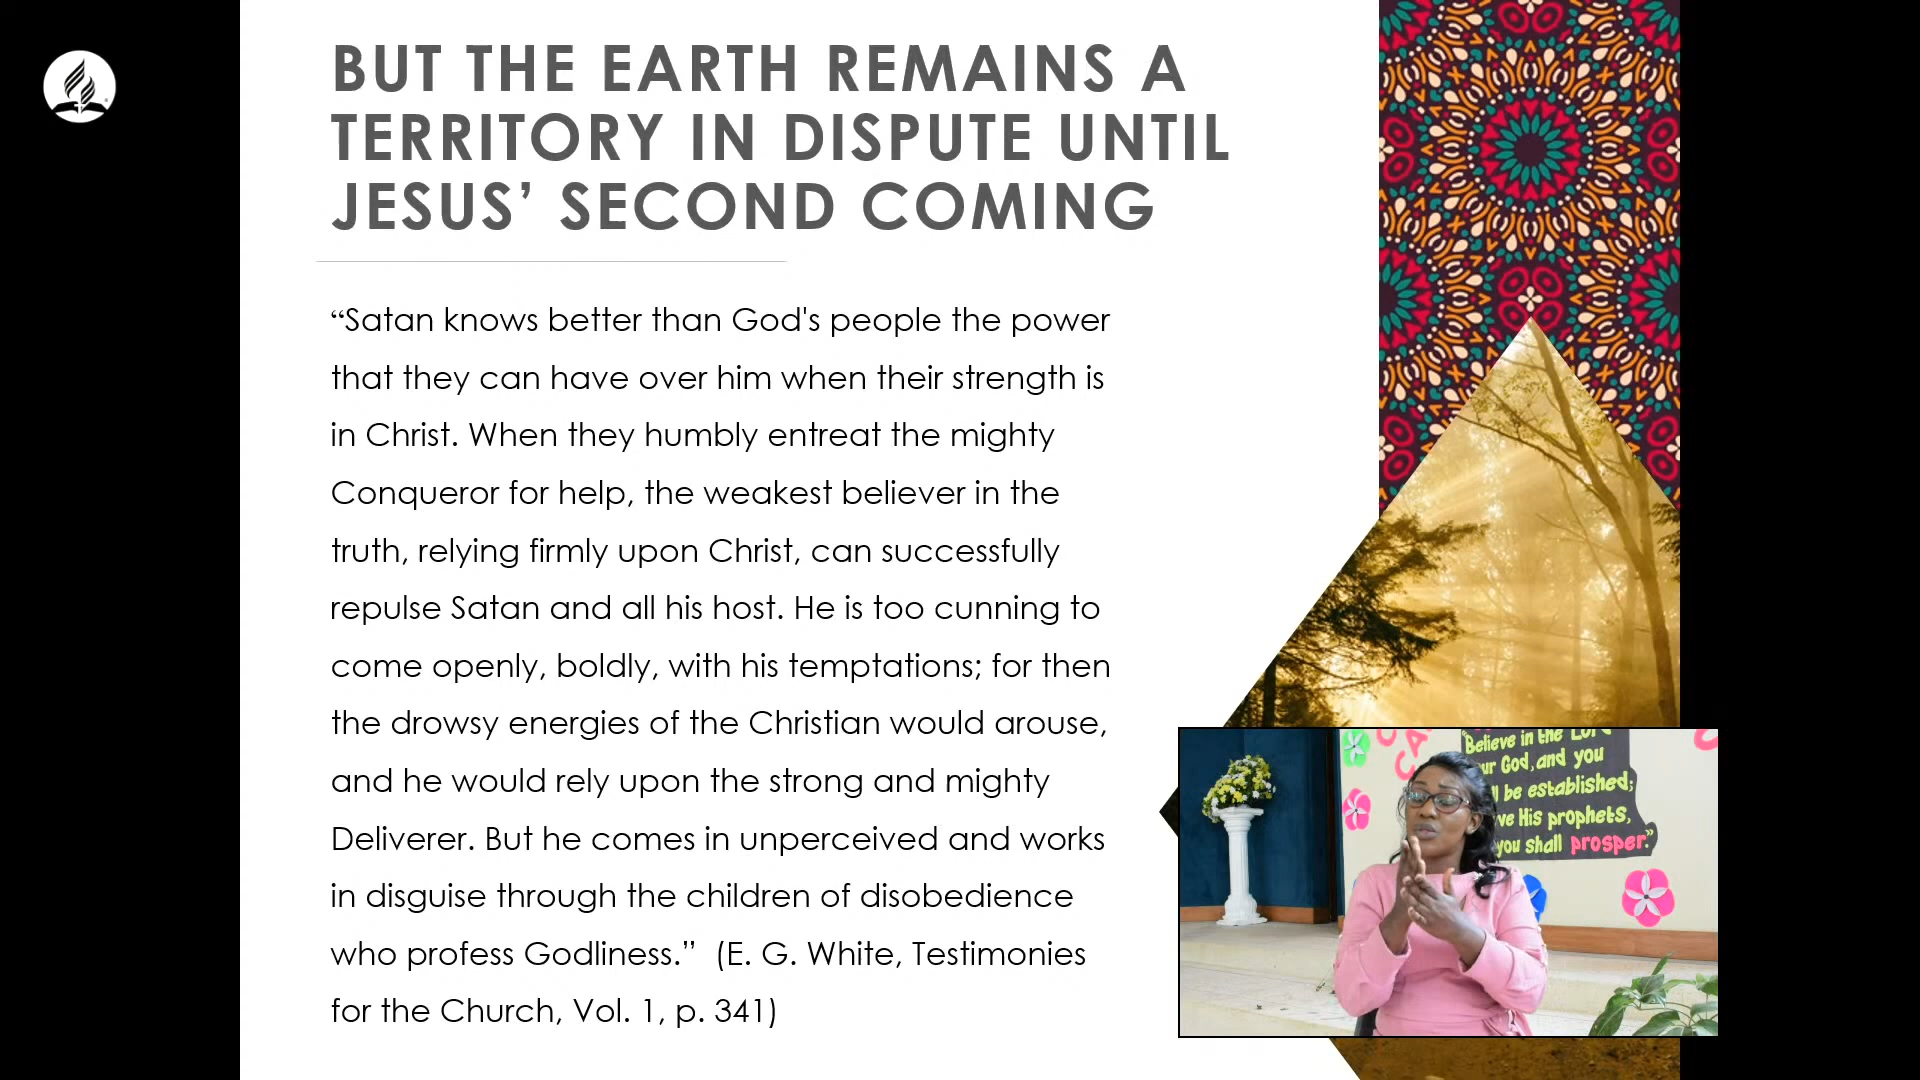 BUT THE EARTH REMAINS A
TERRITORY IN DISPUTE UNTIL
JESUS’ SECOND COMING
“Satan knows better than God's people the power
that they can have over him when their strength is
in Christ. When they humbly entreat the mighty
Conqueror for help, the weakest believer in the
truth, relying firmly upon Christ, can successfully
repulse Satan and all his host. He is too cunning to
come openly, boldly, with his temptations; for then
the drowsy energies of the Christian would arouse,
and he would rely upon the strong and mighty
Deliverer. But he comes in unperceived and works
in disguise through the children of disobedience
who profess Godliness.”  (E. G. White, Testimonies
for the Church, Vol. 1, p. 341)
“Believe in the
God, and you
be established;
His prophets,
you shall prosper.”